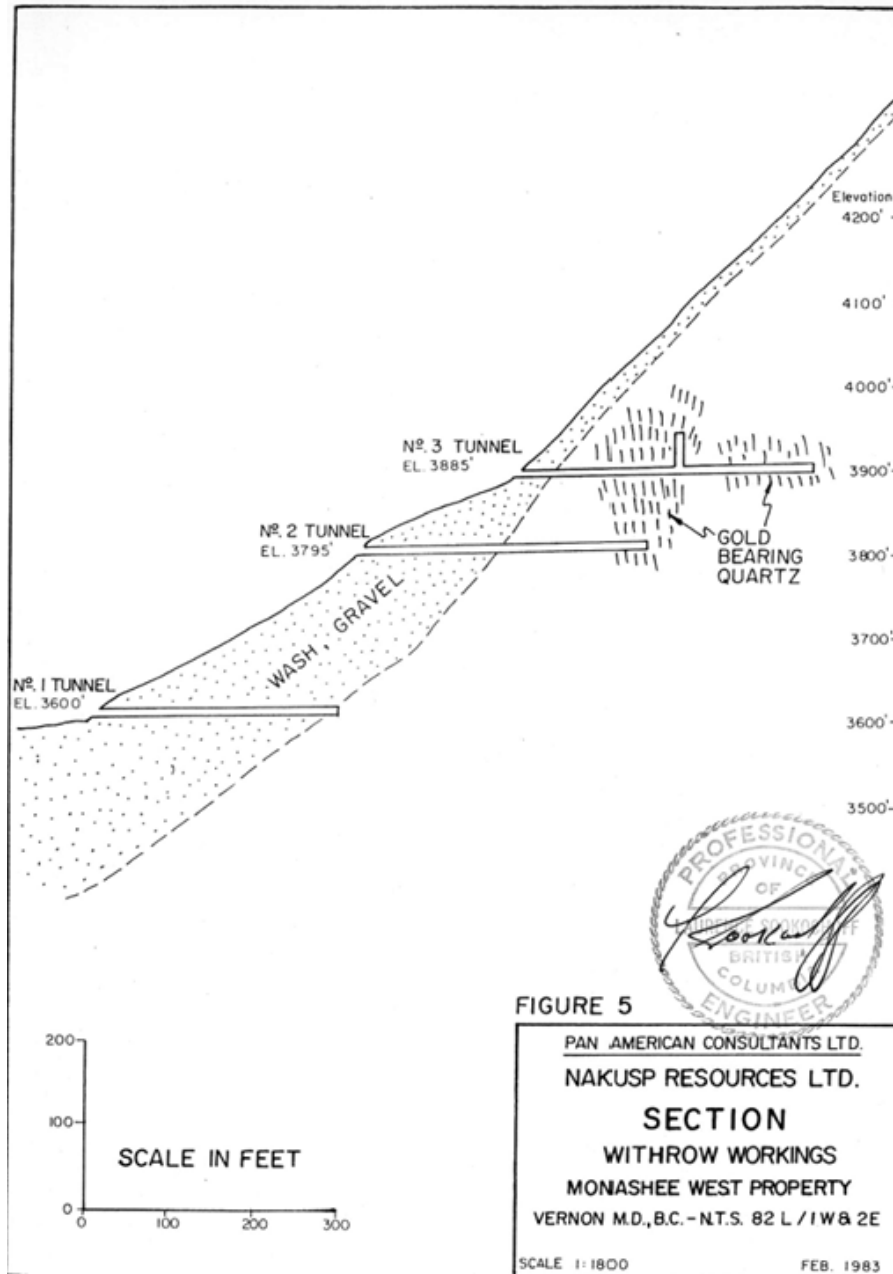 Elevation
4200'
4100'
4000'
Nº. 3 TUNNEL
EL. 3885'
3900'
Nº. 2 TUNNEL
EL. 3795'
GOLD
BEARING
QUARTZ
3800'
WASH, GRAVEL
3700'
Nº. 1 TUNNEL
EL. 3600'
3600'
3500'
PROFESSIONAL
PROVINCE
OF
BRITISH
COLUMBIA
ENGINEER
FIGURE 5
PAN AMERICAN CONSULTANTS LTD.
NAKUSP RESOURCES LTD.
SECTION
WITHROW WORKINGS
MONASHEE WEST PROPERTY
VERNON M.D., B.C. - N.T.S. 82 L / 1W & 2E
SCALE 1:1800 FEB. 1983
200
100
0
SCALE IN FEET
0 100 200 300